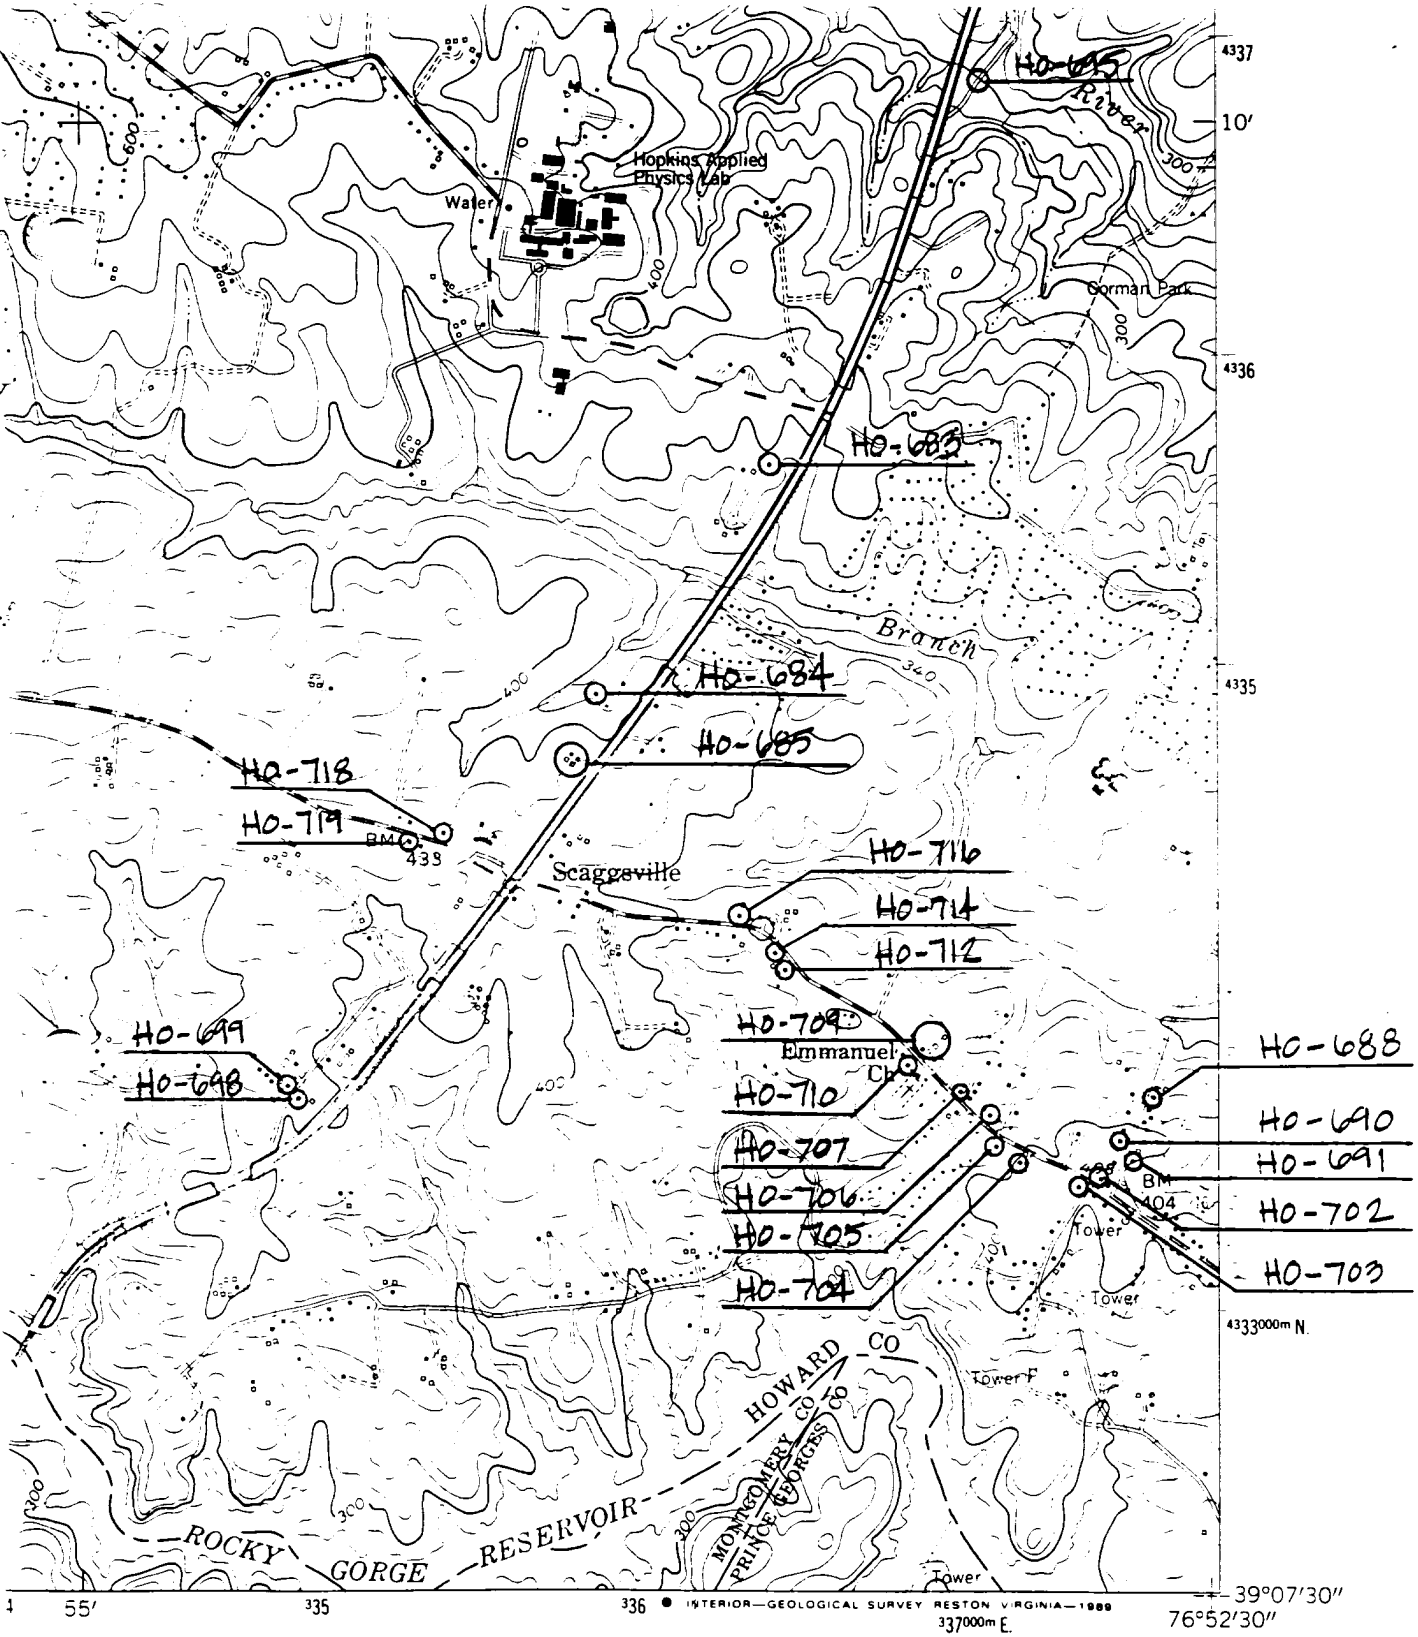 4337
HO-695
River
10'
600
Hopkins Applied
Physics Lab
300
Water
400
Gorman Park
300
4336
HO-683
Branch
340
400
HO-684
4335
400
HO-685
HO-718
HO-719
BM
433
Scaggsville
HO-716
HO-714
HO-712
HO-709
Emmanuel
Ch
HO-699
HO-698
400
HO-710
HO-688
HO-707
HO-690
HO-691
BM
404
HO-706
HO-702
HO-705
Tower
400
HO-704
HO-703
Tower
4333000m N.
HOWARD CO
Tower
MONTGOMERY CO
PRINCE GEORGES CO
300
300
300
ROCKY GORGE RESERVOIR
Tower
39°07'30"
55'
335
336
INTERIOR—GEOLOGICAL SURVEY RESTON VIRGINIA—1989
337000m E.
76°52'30"